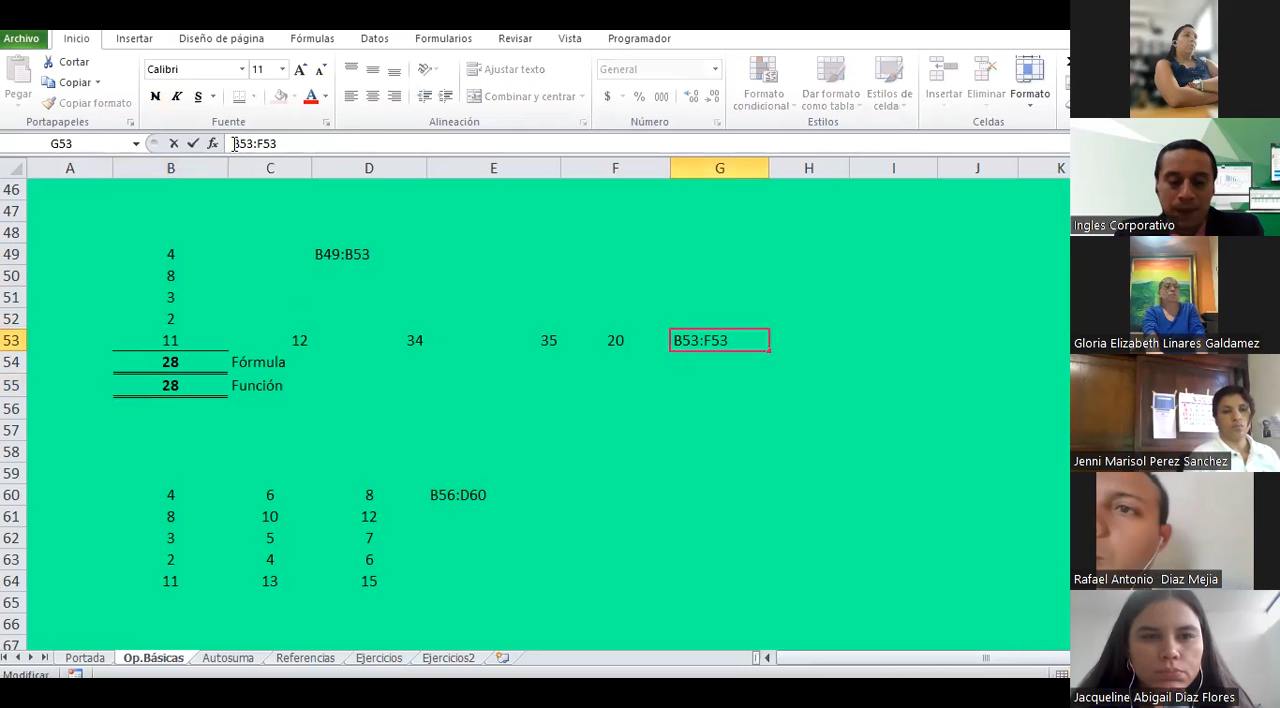 Archivo Inicio Insertar Diseño de página Fórmulas Datos Formularios Revisar Vista Programador
Pegar
Cortar
Copiar
Copiar formato
Portapapeles
Calibri 11
N K S
Fuente
Ajustar texto
Combinar y centrar
Alineación
General
$ % 000
Número
Formato condicional
Dar formato como tabla
Estilos de celda
Estilos
Insertar Eliminar Formato
Celdas
G53 fx B53:F53
A B C D E F G H I J K
46
47
48
49 4 B49:B53
50 8
51 3
52 2
53 11 12 34 35 20 B53:F53
54 28 Fórmula
55 28 Función
56
57
58
59
60 4 6 8 B56:D60
61 8 10 12
62 3 5 7
63 2 4 6
64 11 13 15
65
66
67
Portada Op.Básicas Autosuma Referencias Ejercicios Ejercicios2
Modificar
Ingles Corporativo
Gloria Elizabeth Linares Galdamez
Jenni Marisol Perez Sanchez
Rafael Antonio Diaz Mejia
Jacqueline Abigail Diaz Flores